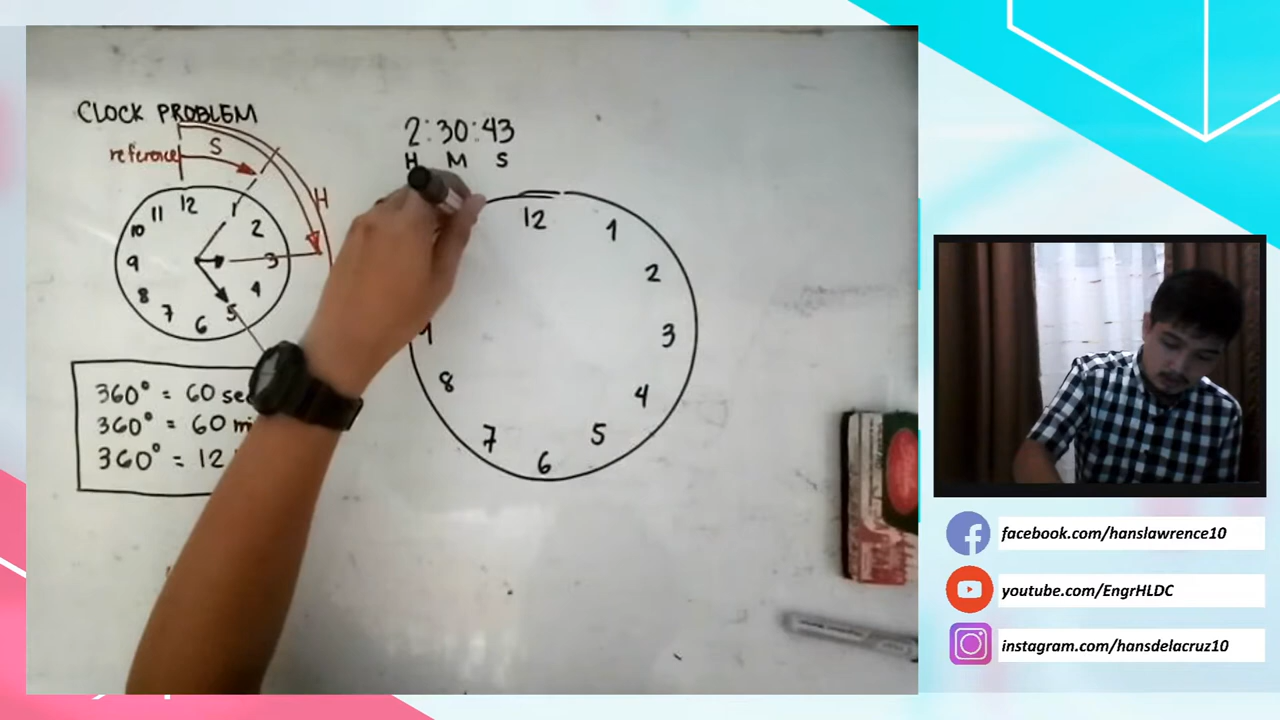 CLOCK PROBLEM
reference
S
H
12
1
2
3
4
5
6
7
8
9
10
11
360° = 60 sec
360° = 60 mi
360° = 12
2:30:43
H M S
12
1
2
3
4
5
6
7
8
facebook.com/hanslawrence10
youtube.com/EngrHLDC
instagram.com/hansdelacruz10